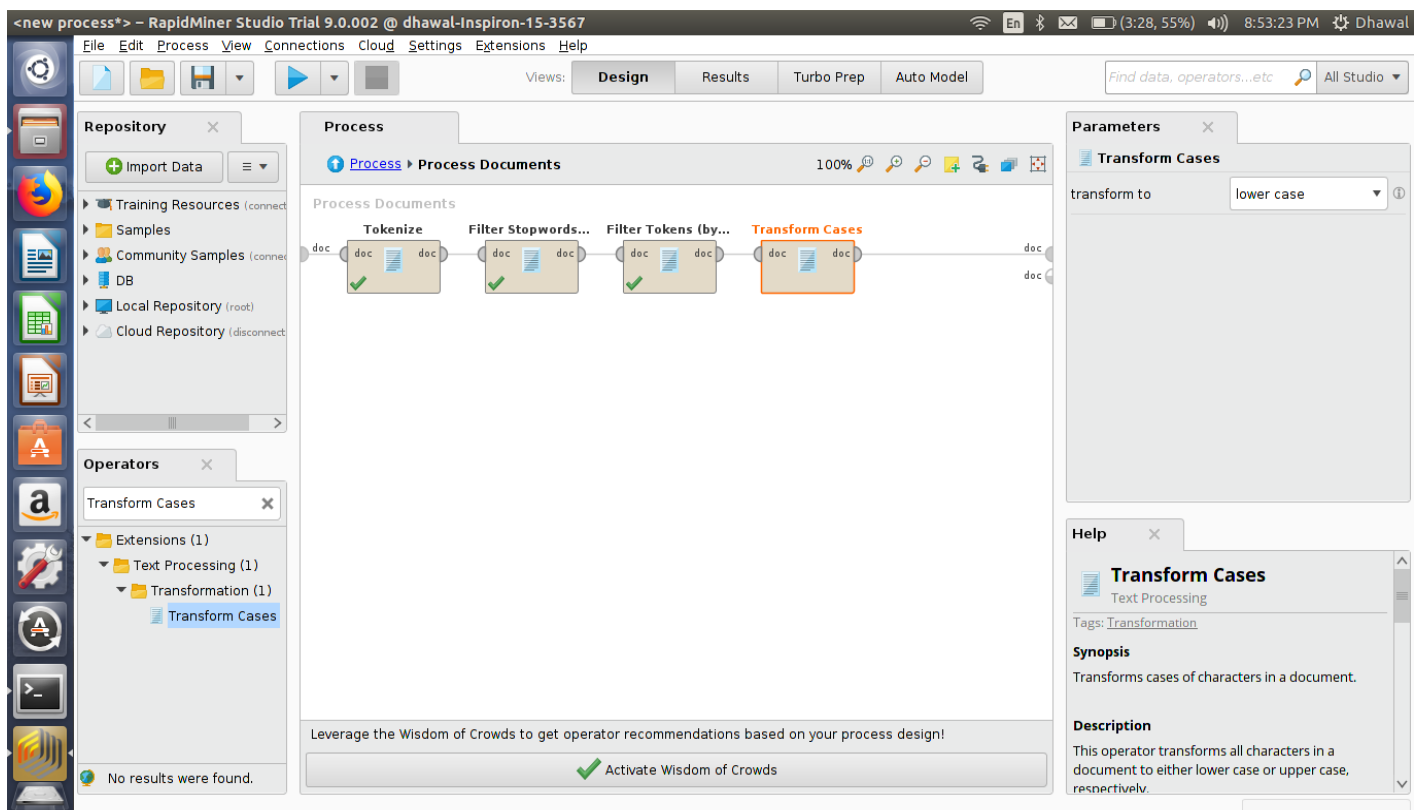 <new process*> – RapidMiner Studio Trial 9.0.002 @ dhawal-Inspiron-15-3567
En (3:28, 55%) 8:53:23 PM Dhawal
File Edit Process View Connections Cloud Settings Extensions Help
Views: Design Results Turbo Prep Auto Model
Find data, operators...etc All Studio
Repository
Import Data
Training Resources (connect
Samples
Community Samples (connec
DB
Local Repository (root)
Cloud Repository (disconnect
Operators
Transform Cases
Extensions (1)
Text Processing (1)
Transformation (1)
Transform Cases
No results were found.
Process
Process Process Documents
100%
Process Documents
Tokenize Filter Stopwords... Filter Tokens (by... Transform Cases
doc doc doc doc doc doc doc doc doc doc
doc
Leverage the Wisdom of Crowds to get operator recommendations based on your process design!
Activate Wisdom of Crowds
Parameters
Transform Cases
transform to lower case
Help
Transform Cases
Text Processing
Tags: Transformation
Synopsis
Transforms cases of characters in a document.
Description
This operator transforms all characters in a
document to either lower case or upper case,
respectively.